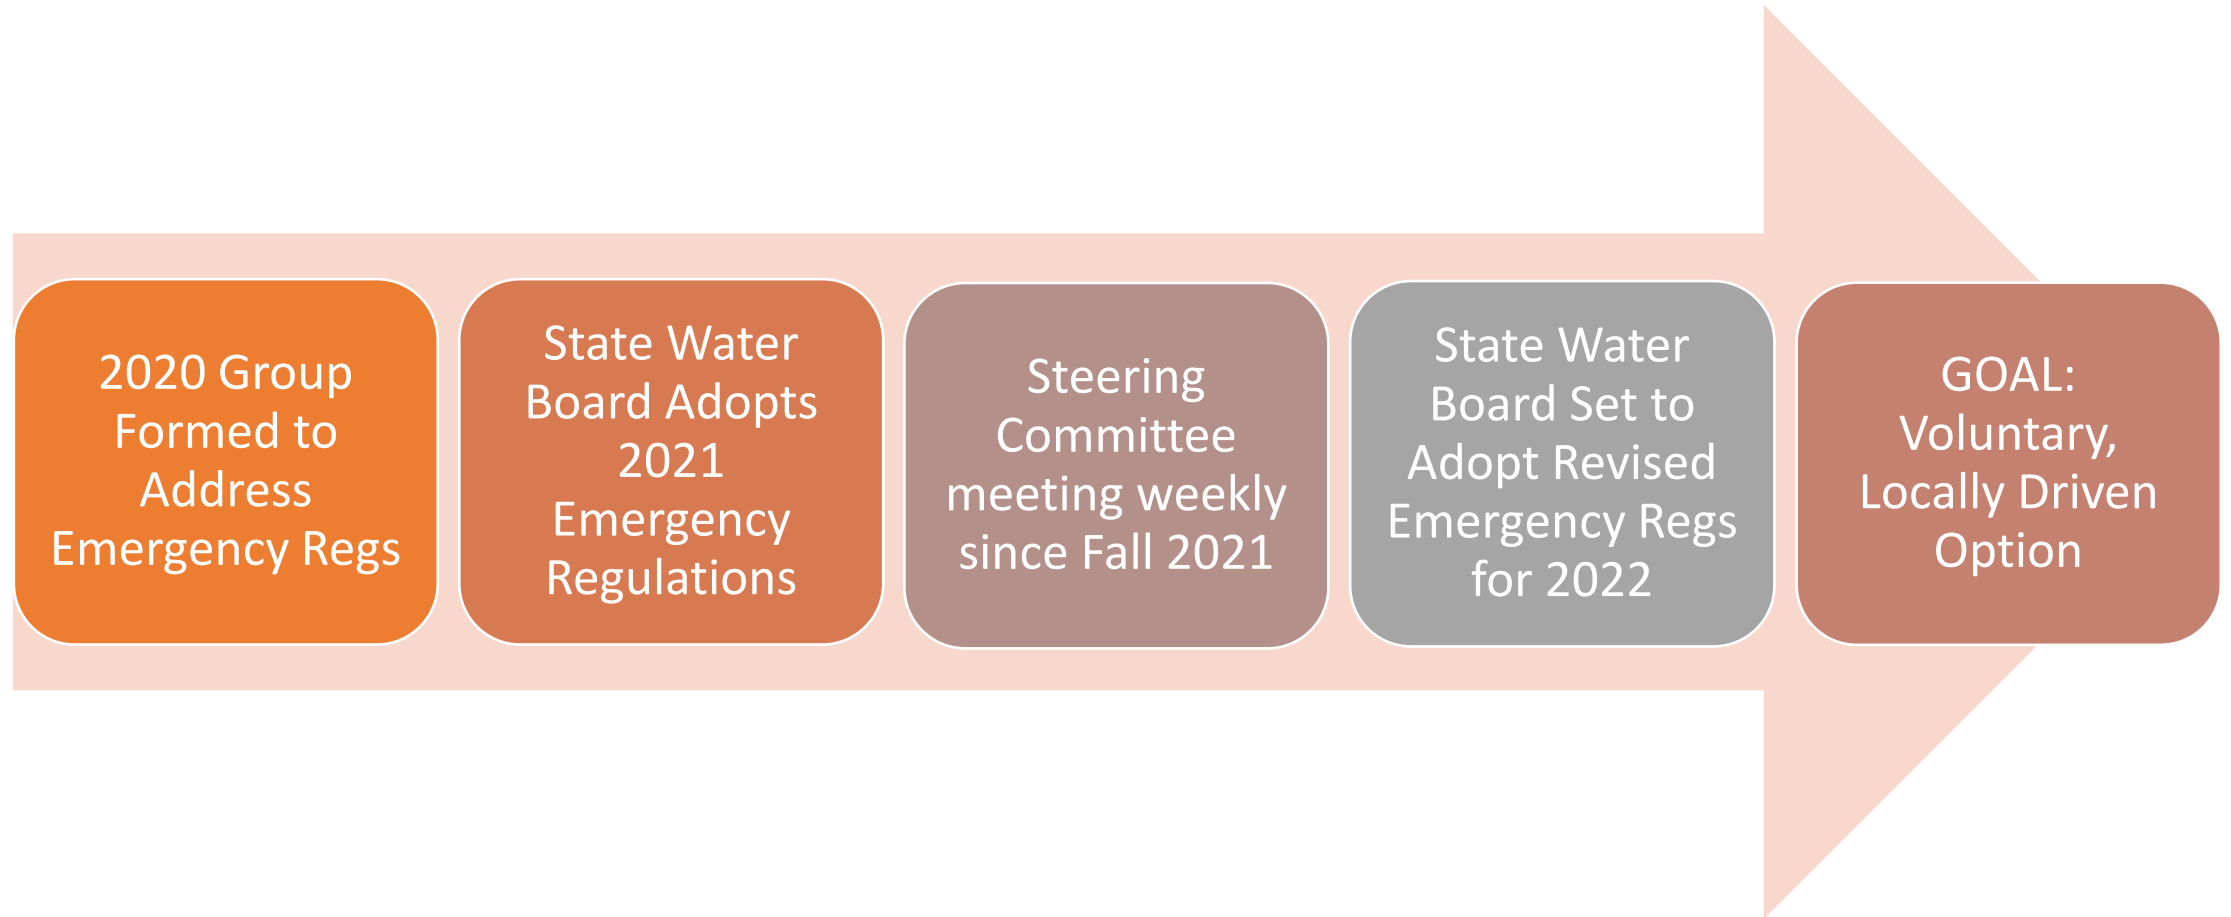 2020 Group
Formed to
Address
Emergency Regs
State Water
Board Adopts
2021
Emergency
Regulations
Steering
Committee
meeting weekly
since Fall 2021
State Water
Board Set to
Adopt Revised
Emergency Regs
for 2022
GOAL:
Voluntary,
Locally Driven
Option